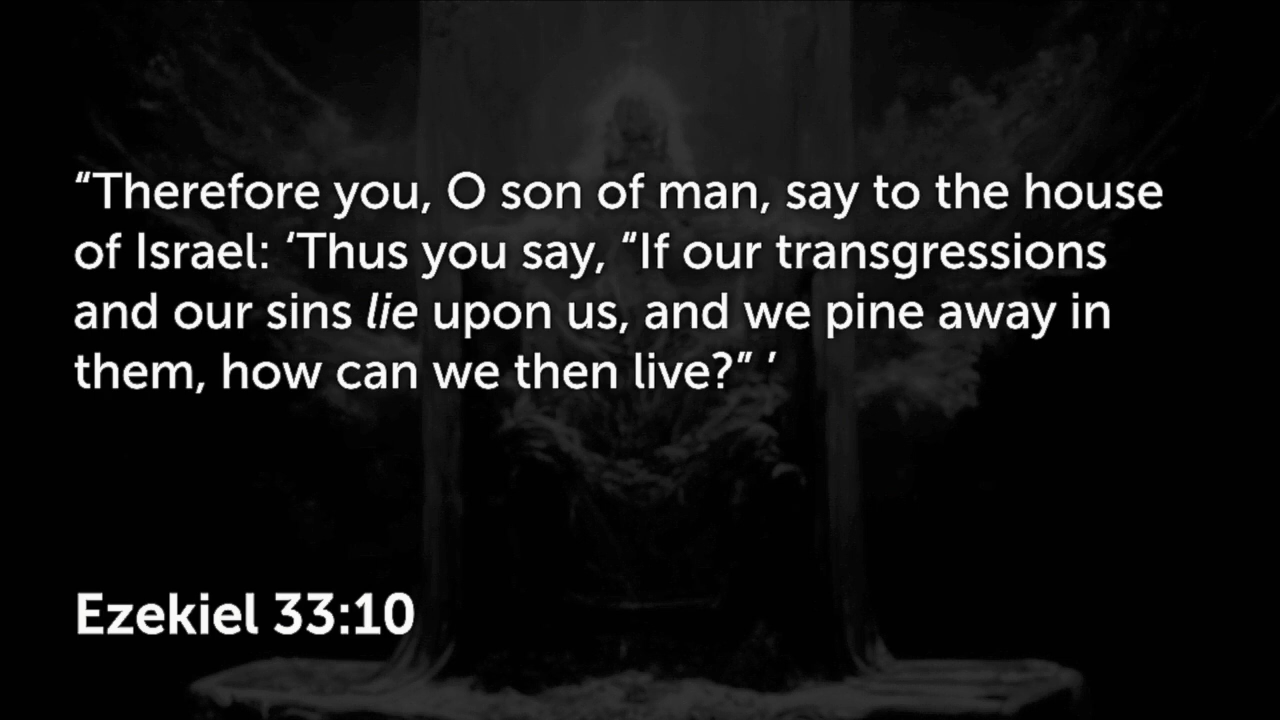 “Therefore you, O son of man, say to the house
of Israel: ‘Thus you say, “If our transgressions
and our sins lie upon us, and we pine away in
them, how can we then live?” ’
Ezekiel 33:10